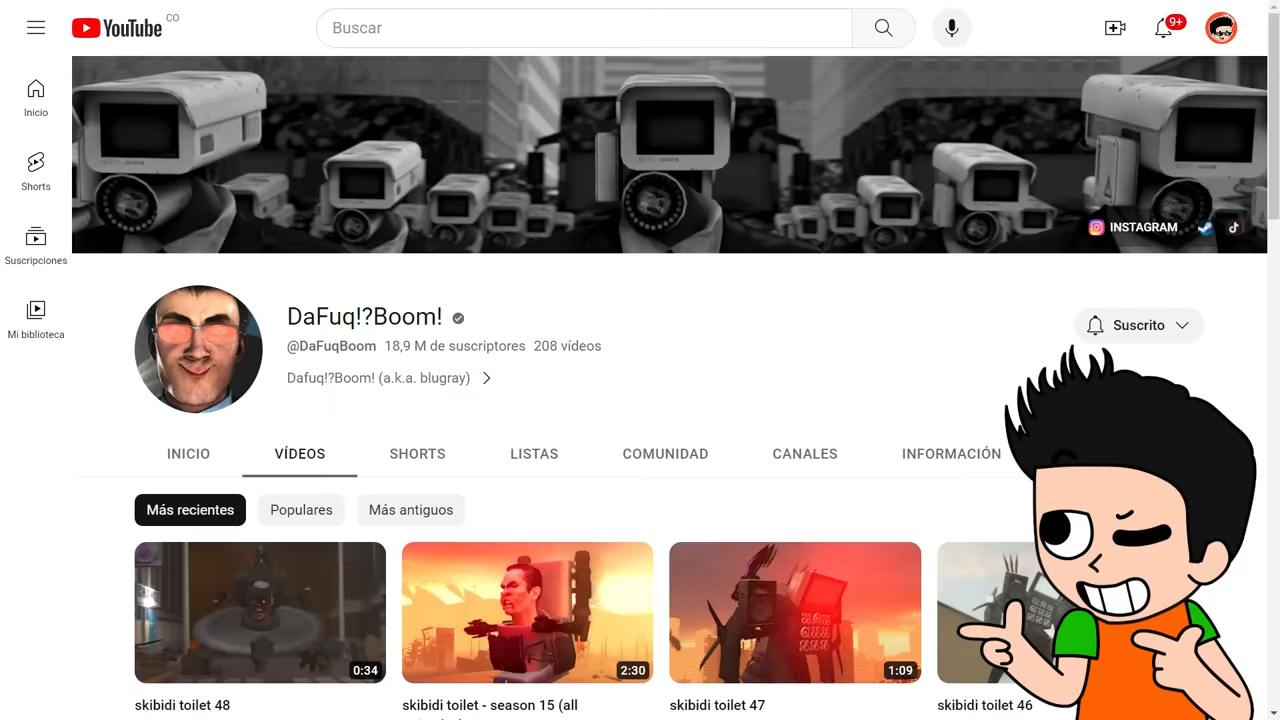 YouTube CO
Buscar
9+
Inicio
Shorts
Suscripciones
Mi biblioteca
INSTAGRAM
DaFuq!?Boom!
@DaFuqBoom 18,9 M de suscriptores 208 vídeos
Dafuq!?Boom! (a.k.a. blugray)
Suscrito
INICIO VÍDEOS SHORTS LISTAS COMUNIDAD CANALES INFORMACIÓN
Más recientes Populares Más antiguos
0:34 2:30 1:09
skibidi toilet 48 skibidi toilet - season 15 (all skibidi toilet 47 skibidi toilet 46